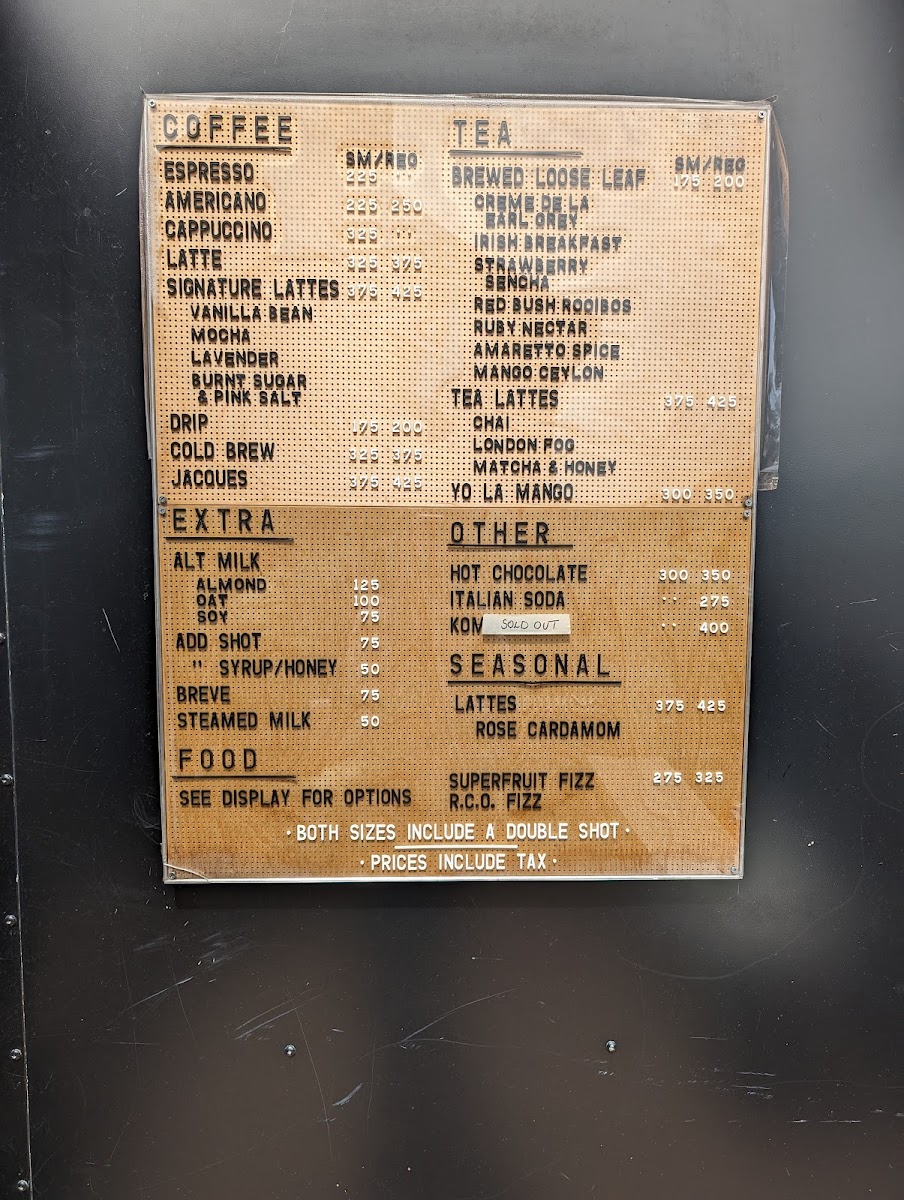 COFFEE
SM/REG
ESPRESSO 225 ··
AMERICANO 225 250
CAPPUCCINO 325 ··
LATTE 325 375
SIGNATURE LATTES 375 425
VANILLA BEAN
MOCHA
LAVENDER
BURNT SUGAR
& PINK SALT
DRIP 175 200
COLD BREW 325 375
JACQUES 375 425
EXTRA
ALT MILK
ALMOND 125
OAT 100
SOY 75
ADD SHOT 75
" SYRUP/HONEY 50
BREVE 75
STEAMED MILK 50
FOOD
SEE DISPLAY FOR OPTIONS
TEA
SM/REG
BREWED LOOSE LEAF 175 200
CREME DE LA
EARL GREY
IRISH BREAKFAST
STRAWBERRY
SENCHA
RED BUSH ROOIBOS
RUBY NECTAR
AMARETTO SPICE
MANGO CEYLON
TEA LATTES 375 425
CHAI
LONDON FOG
MATCHA & HONEY
YO LA MANGO 300 350
OTHER
HOT CHOCOLATE 300 350
ITALIAN SODA ·· 275
KOM SOLD OUT ·· 400
SEASONAL
LATTES 375 425
ROSE CARDAMOM
SUPERFRUIT FIZZ 275 325
R.C.O. FIZZ
·BOTH SIZES INCLUDE A DOUBLE SHOT·
·PRICES INCLUDE TAX·